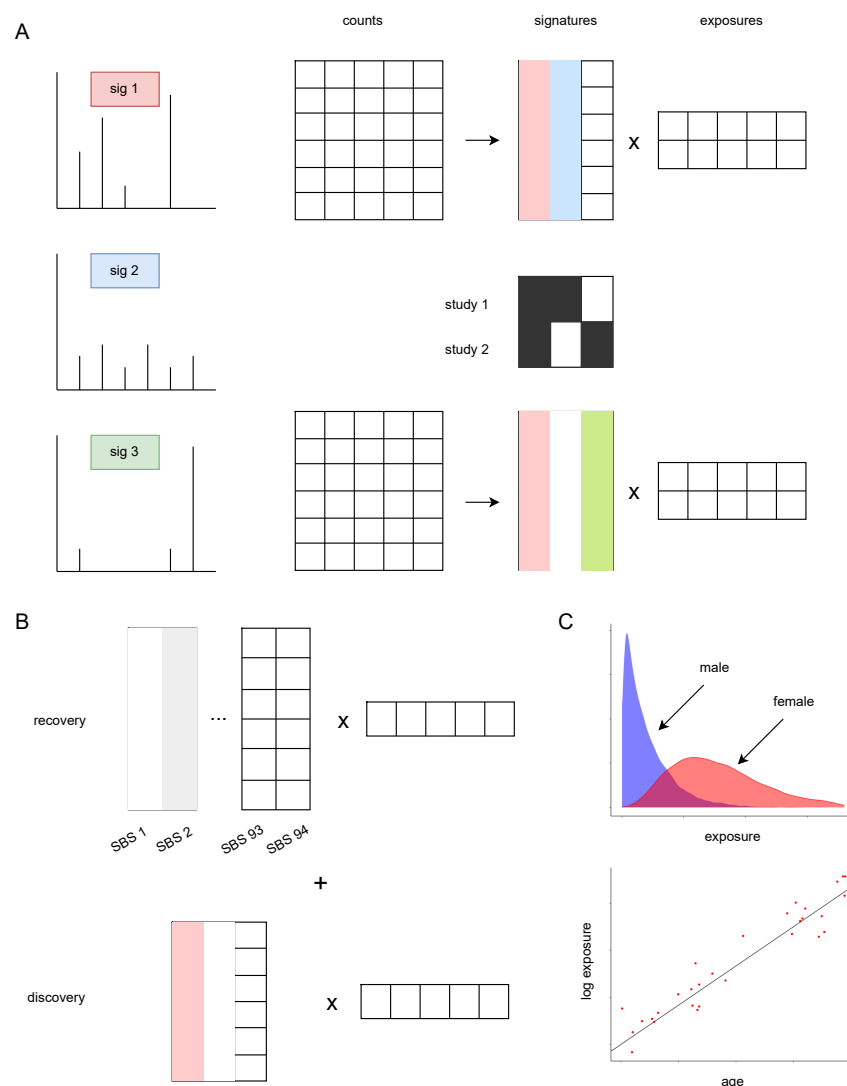 A
counts
signatures
exposures
sig 1
x
sig 2
study 1
study 2
sig 3
x
B
recovery
...
x
SBS 1
SBS 2
SBS 93
SBS 94
+
discovery
x
C
male
female
exposure
log exposure
age